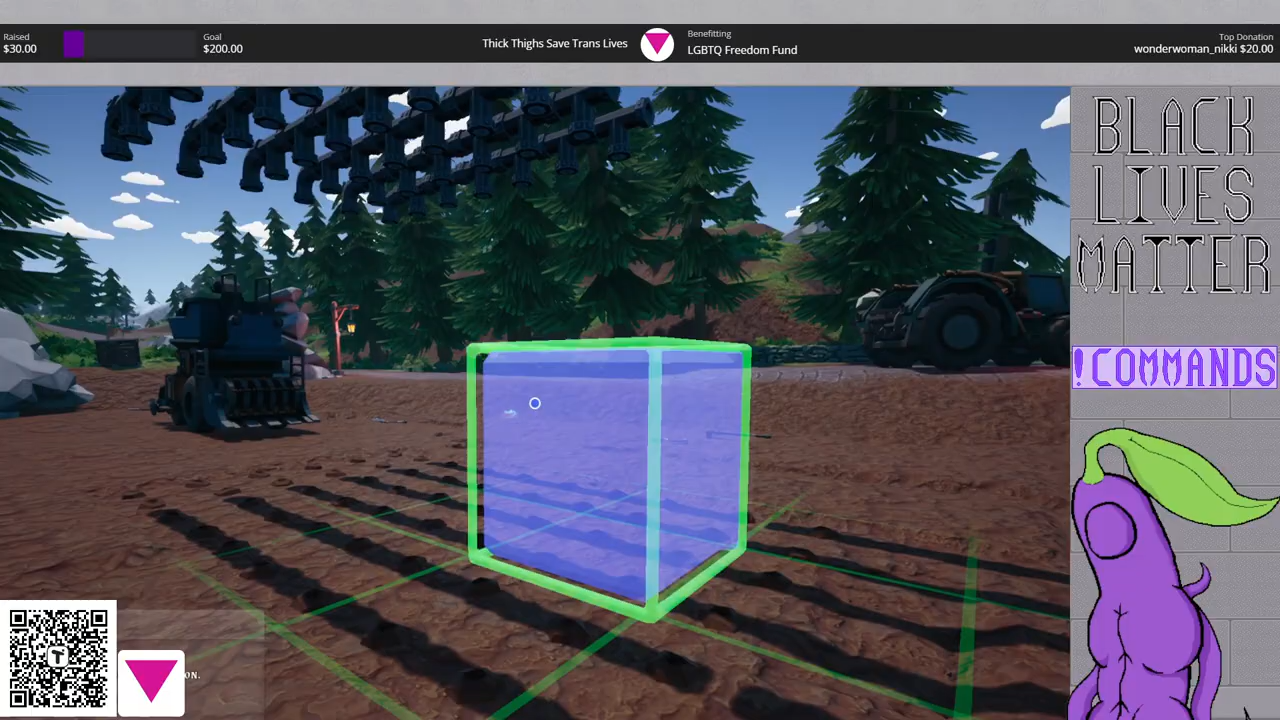 Raised
$30.00
Goal
$200.00
Thick Thighs Save Trans Lives
Benefitting
LGBTQ Freedom Fund
Top Donation
wonderwoman_nikki $20.00
BLACK
LIVES
MATTER
!COMMANDS
T
ON.